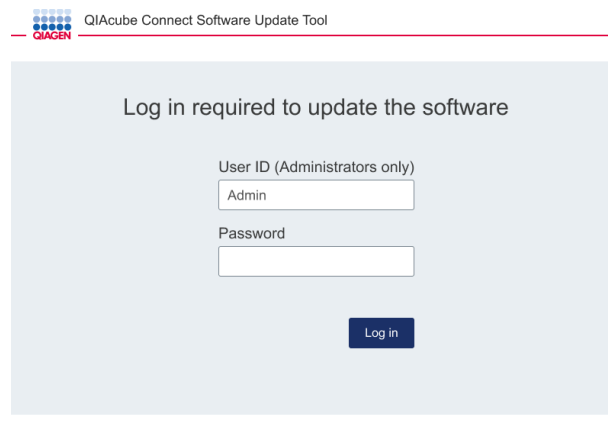 QIAGEN
QIAcube Connect Software Update Tool
Log in required to update the software
User ID (Administrators only)
Admin
Password
Log in